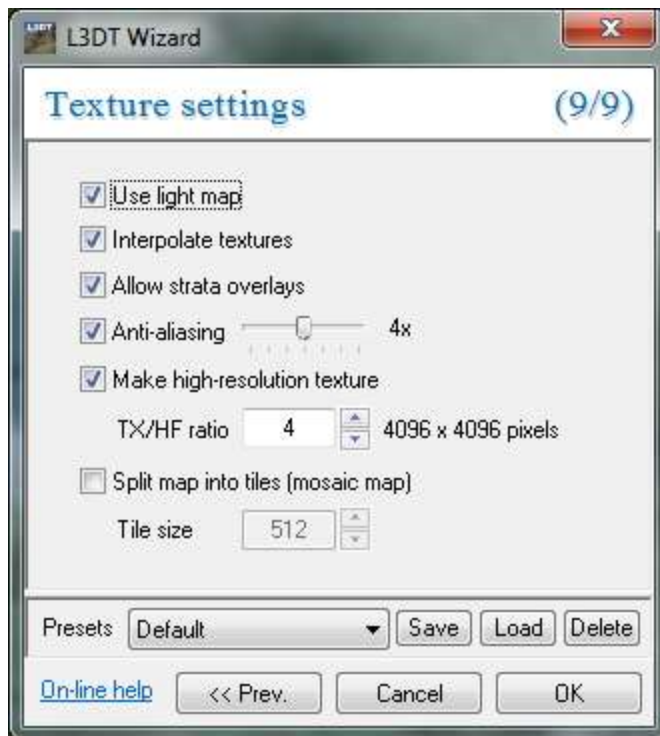 L3DT Wizard
Texture settings (9/9)
Use light map
Interpolate textures
Allow strata overlays
Anti-aliasing 4x
Make high-resolution texture
TX/HF ratio 4 4096 x 4096 pixels
Split map into tiles (mosaic map)
Tile size 512
Presets Default Save Load Delete
On-line help << Prev. Cancel OK